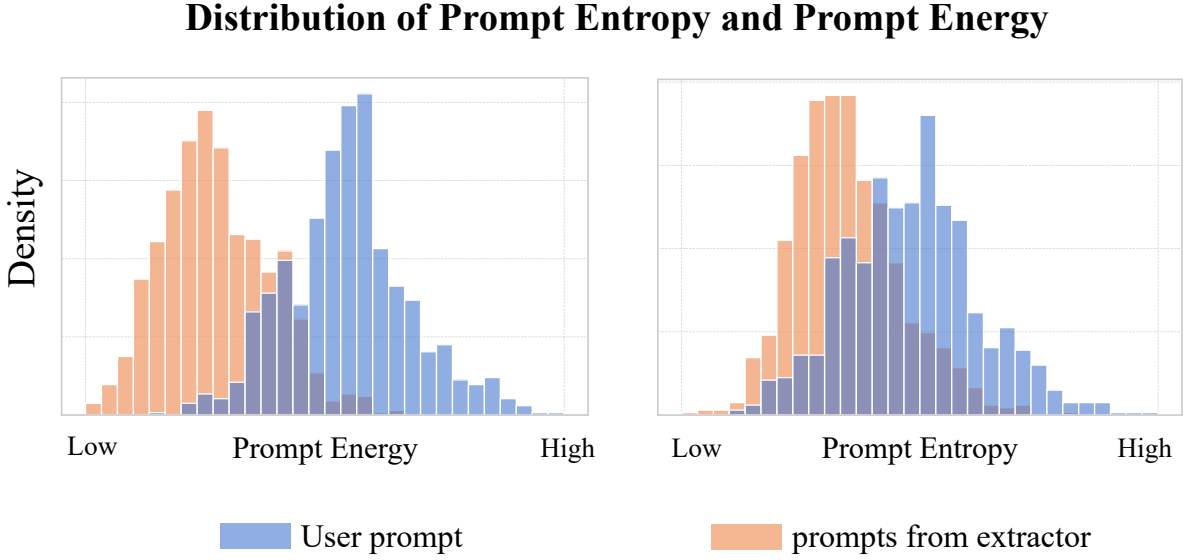 Distribution of Prompt Entropy and Prompt Energy
Density
Low Prompt Energy High
Low Prompt Entropy High
User prompt
prompts from extractor